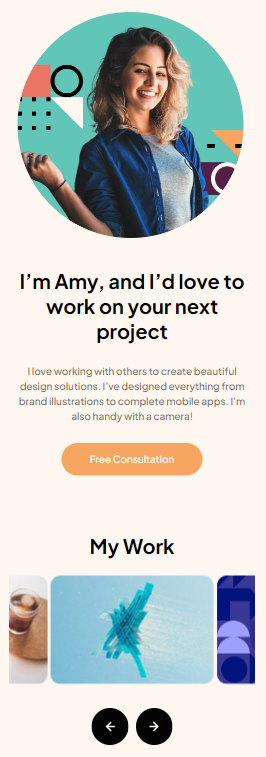 I’m Amy, and I’d love to
work on your next
project
I love working with others to create beautiful
design solutions. I’ve designed everything from
brand illustrations to complete mobile apps. I’m
also handy with a camera!
Free Consultation
My Work